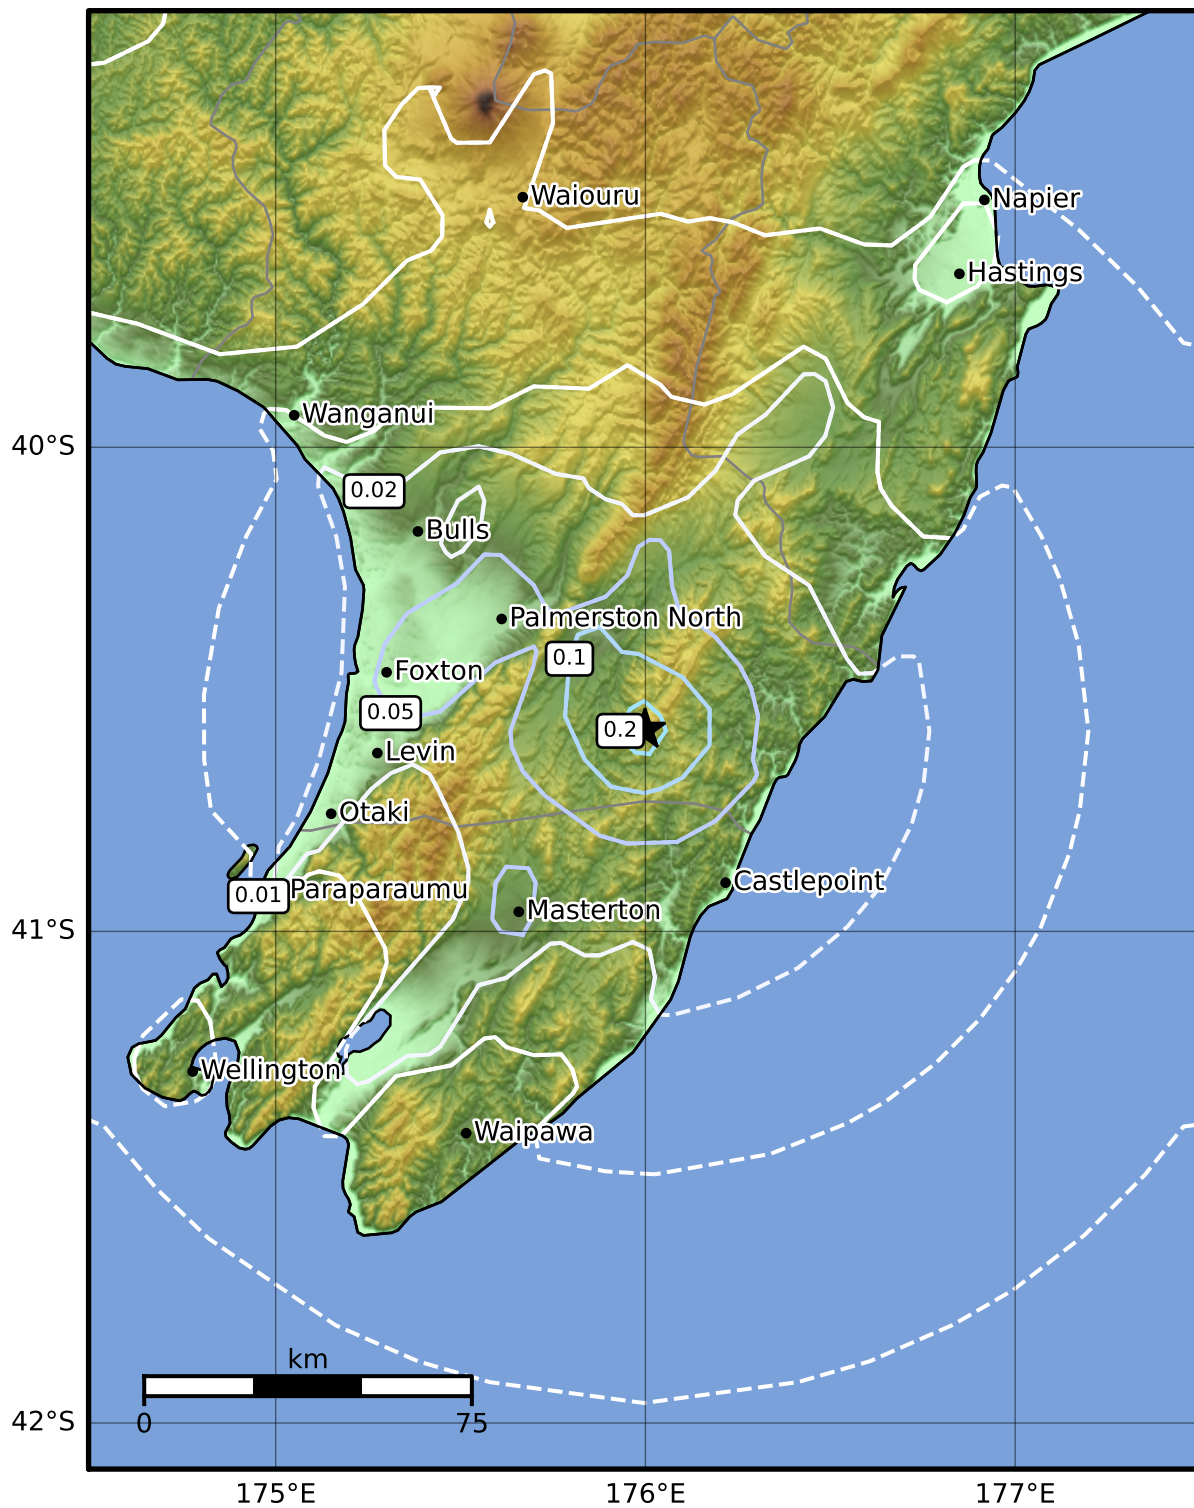 Waiouru
Napier
Hastings
Wanganui
40°S
0.02
Bulls
Palmerston North
0.1
Foxton
0.05
0.2
Levin
Otaki
Castlepoint
0.01
Paraparaumu
Masterton
41°S
Wellington
Waipawa
km
0
75
42°S
175°E
176°E
177°E